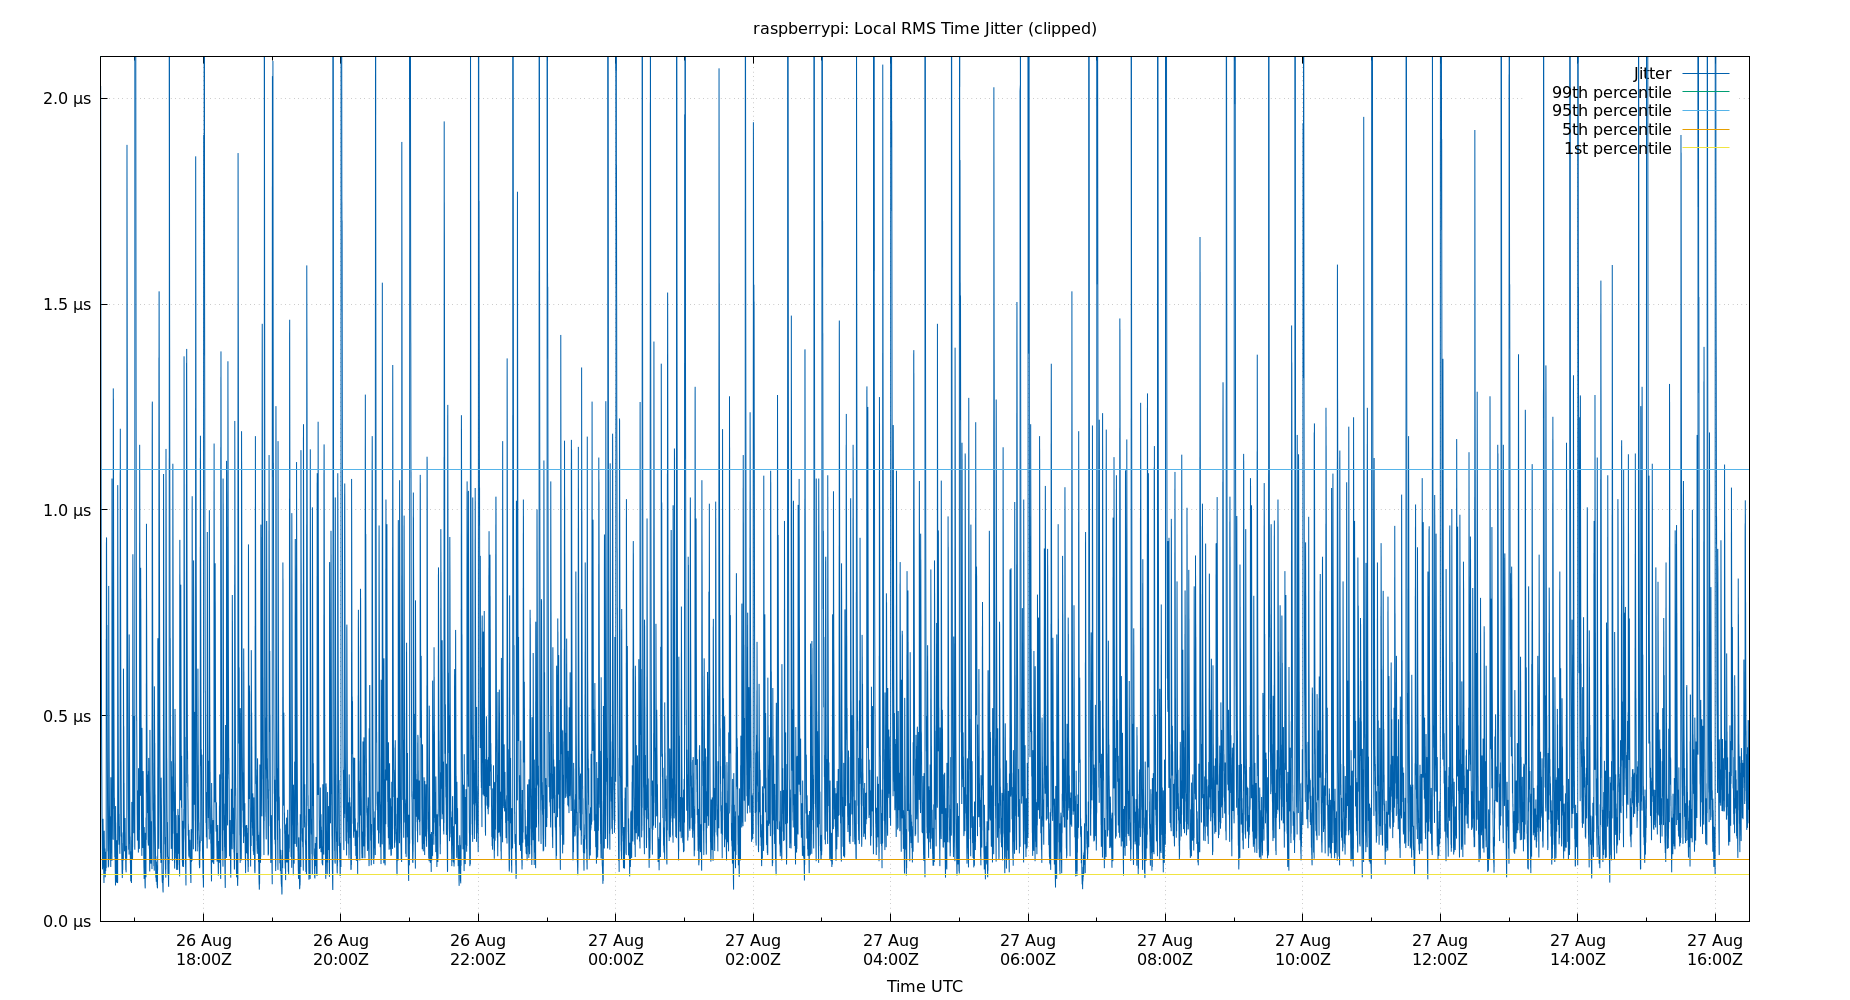 raspberrypi: Local RMS Time Jitter (clipped)
Jitter
99th percentile
95th percentile
5th percentile
1st percentile
2.0 µs
1.5 µs
1.0 µs
0.5 µs
0.0 µs
26 Aug 26 Aug 26 Aug 27 Aug 27 Aug 27 Aug 27 Aug 27 Aug 27 Aug 27 Aug 27 Aug 27 Aug
18:00Z 20:00Z 22:00Z 00:00Z 02:00Z 04:00Z 06:00Z 08:00Z 10:00Z 12:00Z 14:00Z 16:00Z
Time UTC